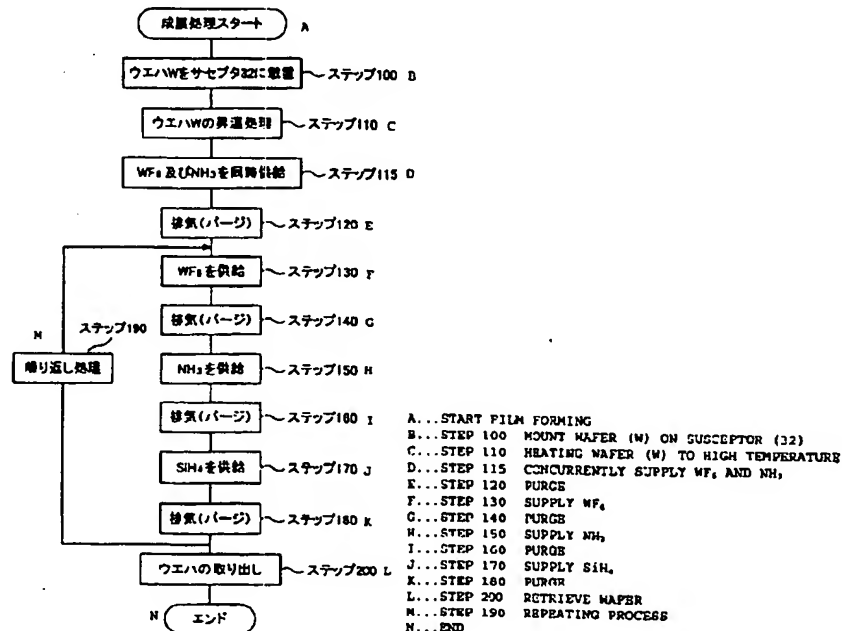 成膜処理スタート A
ウエハWをサセプタ32に載置 ステップ100 B
ウエハWの昇温処理 ステップ110 C
WF₆及びNH₃を同時供給 ステップ115 D
排気(パージ) ステップ120 E
WF₆を供給 ステップ130 F
排気(パージ) ステップ140 G
M ステップ190
繰り返し処理
NH₃を供給 ステップ150 H
排気(パージ) ステップ160 I
SiH₄を供給 ステップ170 J
排気(パージ) ステップ180 K
ウエハの取り出し ステップ200 L
N エンド
A...START FILM FORMING
B...STEP 100 MOUNT WAFER (W) ON SUSCEPTOR (32)
C...STEP 110 HEATING WAFER (W) TO HIGH TEMPERATURE
D...STEP 115 CONCURRENTLY SUPPLY WF₆ AND NH₃
E...STEP 120 PURGE
F...STEP 130 SUPPLY WF₆
G...STEP 140 PURGE
H...STEP 150 SUPPLY NH₃
I...STEP 160 PURGE
J...STEP 170 SUPPLY SiH₄
K...STEP 180 PURGE
L...STEP 200 RETRIEVE WAFER
M...STEP 190 REPEATING PROCESS
N...END